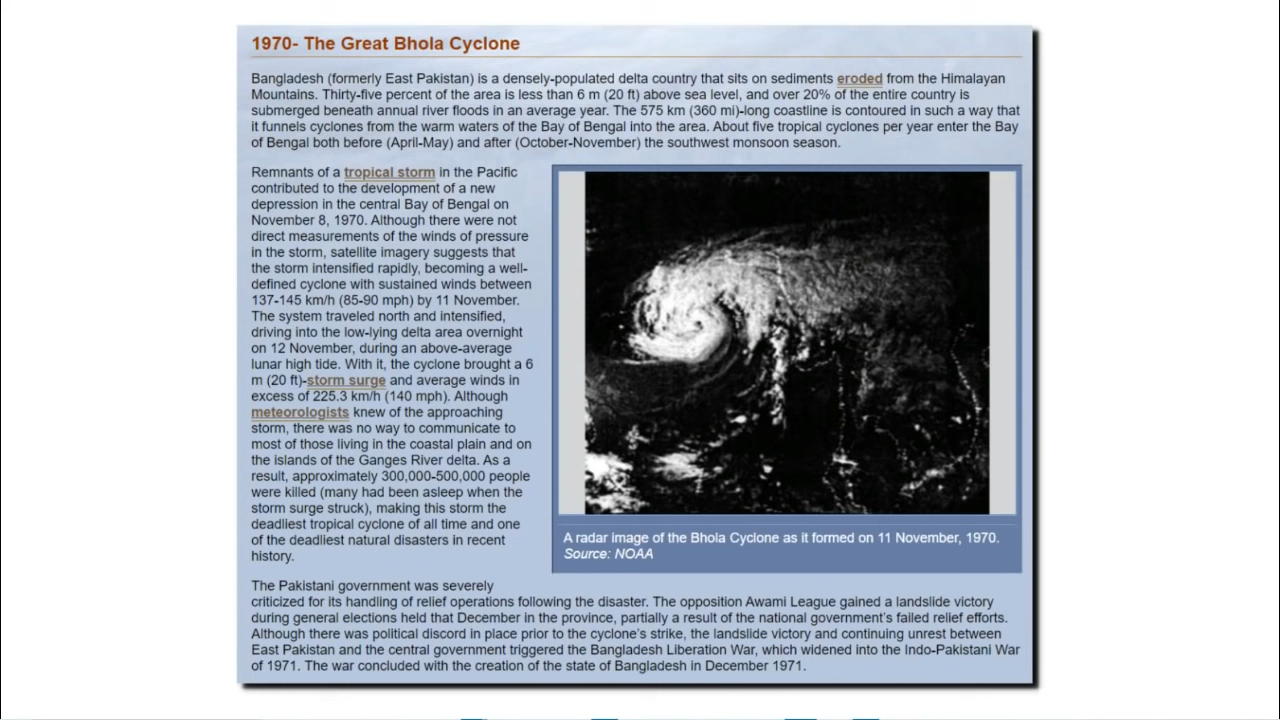 1970- The Great Bhola Cyclone
Bangladesh (formerly East Pakistan) is a densely-populated delta country that sits on sediments eroded from the Himalayan
Mountains. Thirty-five percent of the area is less than 6 m (20 ft) above sea level, and over 20% of the entire country is
submerged beneath annual river floods in an average year. The 575 km (360 mi)-long coastline is contoured in such a way that
it funnels cyclones from the warm waters of the Bay of Bengal into the area. About five tropical cyclones per year enter the Bay
of Bengal both before (April-May) and after (October-November) the southwest monsoon season.
Remnants of a tropical storm in the Pacific
contributed to the development of a new
depression in the central Bay of Bengal on
November 8, 1970. Although there were not
direct measurements of the winds of pressure
in the storm, satellite imagery suggests that
the storm intensified rapidly, becoming a well-
defined cyclone with sustained winds between
137-145 km/h (85-90 mph) by 11 November.
The system traveled north and intensified,
driving into the low-lying delta area overnight
on 12 November, during an above-average
lunar high tide. With it, the cyclone brought a 6
m (20 ft)-storm surge and average winds in
excess of 225.3 km/h (140 mph). Although
meteorologists knew of the approaching
storm, there was no way to communicate to
most of those living in the coastal plain and on
the islands of the Ganges River delta. As a
result, approximately 300,000-500,000 people
were killed (many had been asleep when the
storm surge struck), making this storm the
deadliest tropical cyclone of all time and one
of the deadliest natural disasters in recent
history.
A radar image of the Bhola Cyclone as it formed on 11 November, 1970.
Source: NOAA
The Pakistani government was severely
criticized for its handling of relief operations following the disaster. The opposition Awami League gained a landslide victory
during general elections held that December in the province, partially a result of the national government's failed relief efforts.
Although there was political discord in place prior to the cyclone's strike, the landslide victory and continuing unrest between
East Pakistan and the central government triggered the Bangladesh Liberation War, which widened into the Indo-Pakistani War
of 1971. The war concluded with the creation of the state of Bangladesh in December 1971.